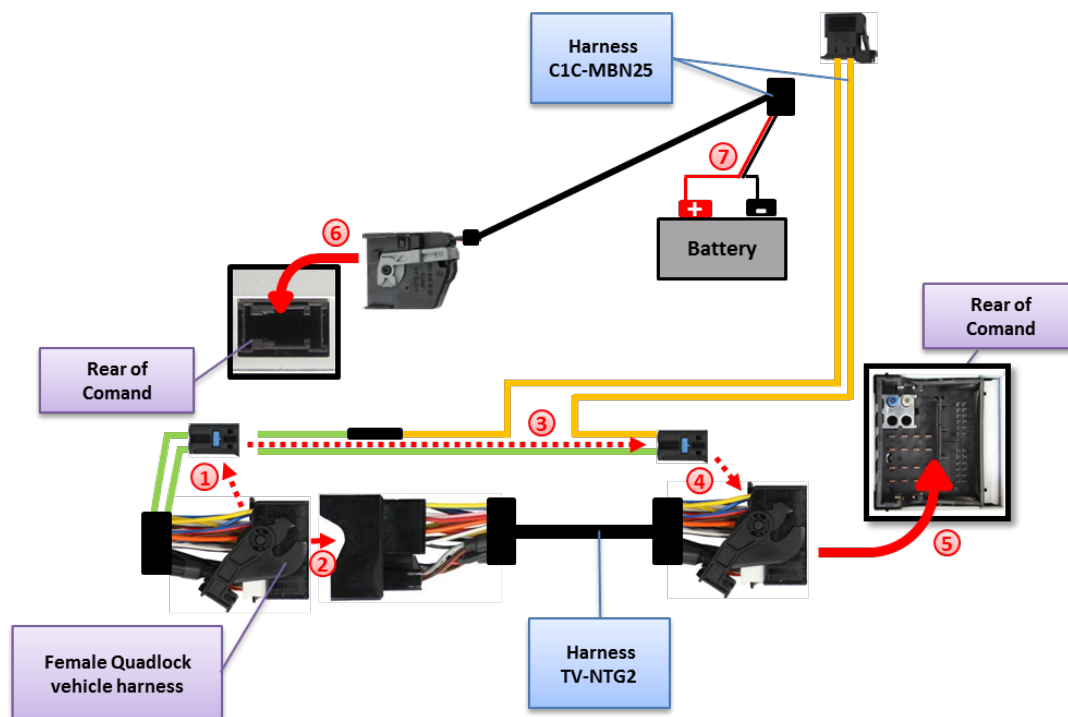 Harness
C1C-MBN25
7
+
-
Battery
6
Rear of
Comand
Rear of
Comand
3
1
4
2
5
Female Quadlock
vehicle harness
Harness
TV-NTG2